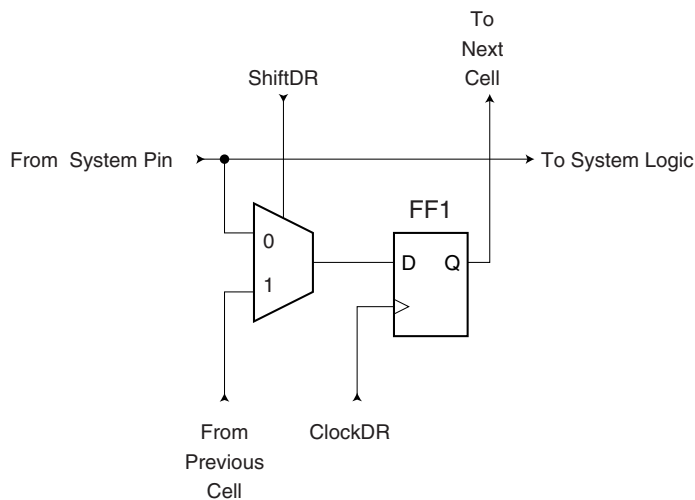 To
Next
Cell
ShiftDR
From System Pin
To System Logic
FF1
0
D Q
1
From
Previous
Cell
ClockDR